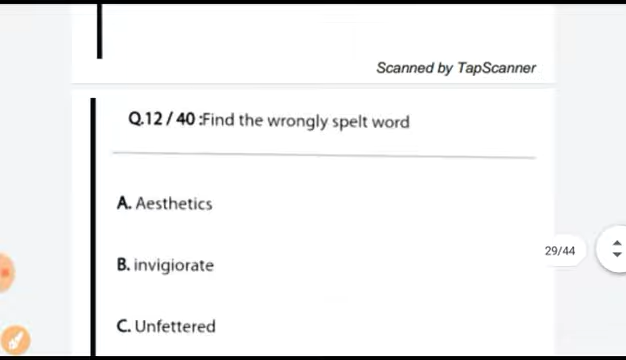 Scanned by TapScanner
Q.12 / 40 :Find the wrongly spelt word
A. Aesthetics
29/44
B. invigiorate
C. Unfettered